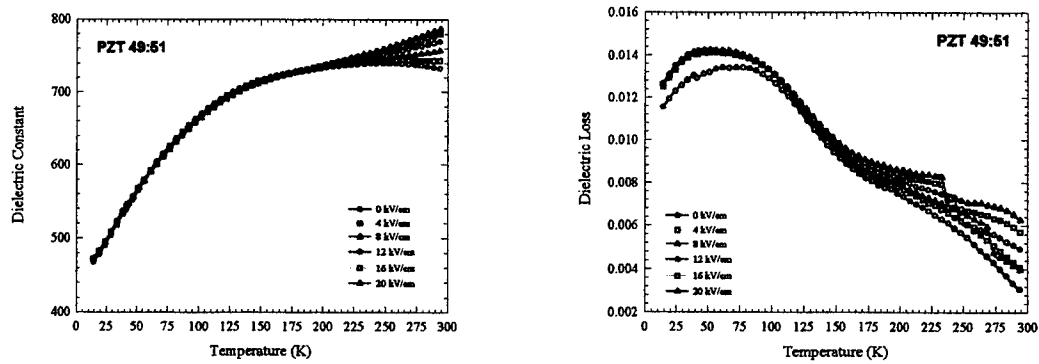 PZT 49:51
Dielectric Constant
800
700
600
500
400
0 kV/cm
4 kV/cm
8 kV/cm
12 kV/cm
16 kV/cm
20 kV/cm
0 25 50 75 100 125 150 175 200 225 250 275 300
Temperature (K)
PZT 49:51
Dielectric Loss
0.016
0.014
0.012
0.010
0.008
0.006
0.004
0.002
0 kV/cm
4 kV/cm
8 kV/cm
12 kV/cm
16 kV/cm
20 kV/cm
0 25 50 75 100 125 150 175 200 225 250 275 300
Temperature (K)